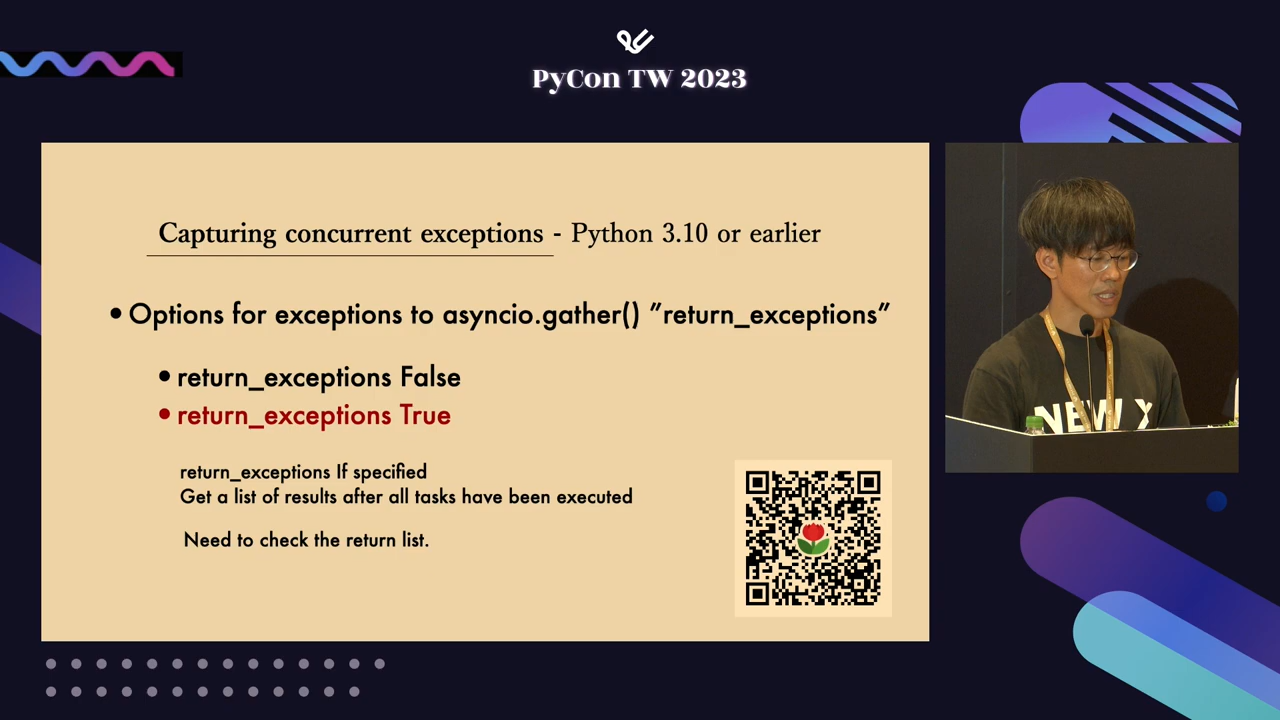 PyCon TW 2023
Capturing concurrent exceptions - Python 3.10 or earlier
• Options for exceptions to asyncio.gather() ”return_exceptions”
• return_exceptions False
• return_exceptions True
return_exceptions If specified
Get a list of results after all tasks have been executed
Need to check the return list.
NEW